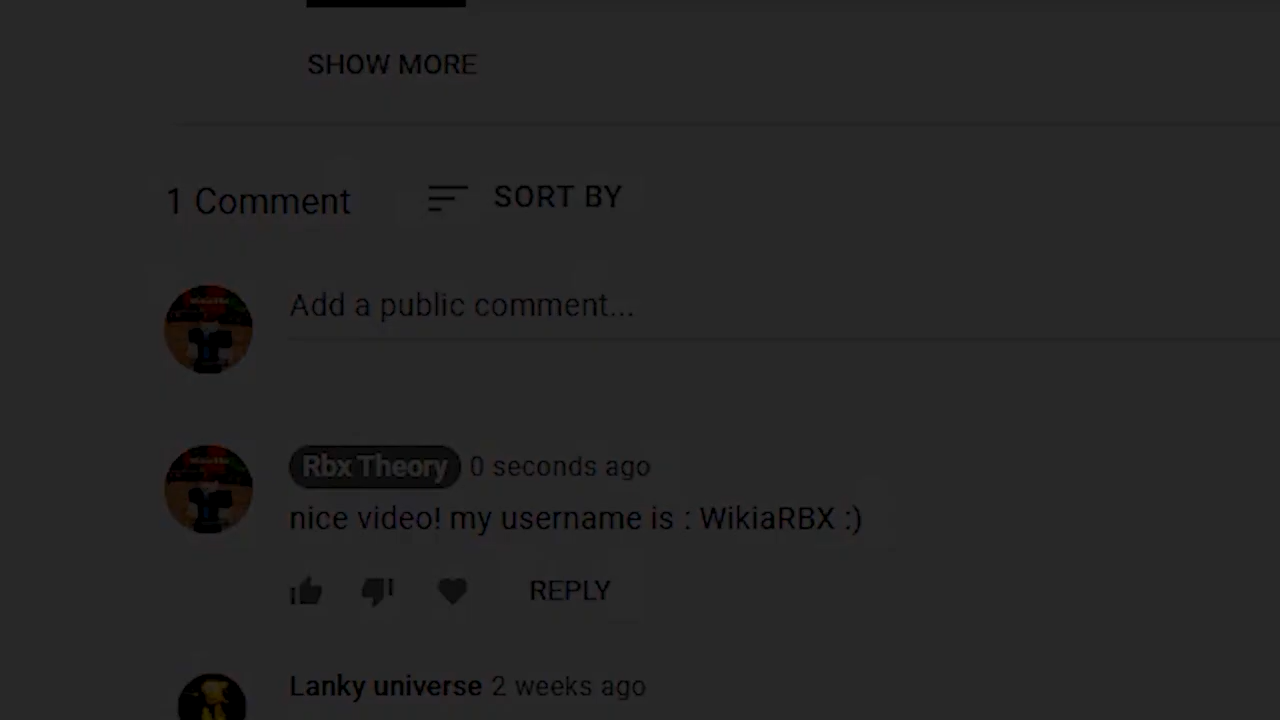 SHOW MORE
1 Comment
SORT BY
Add a public comment...
Rbx Theory 0 seconds ago
nice video! my username is : WikiaRBX :)
REPLY
Lanky universe 2 weeks ago